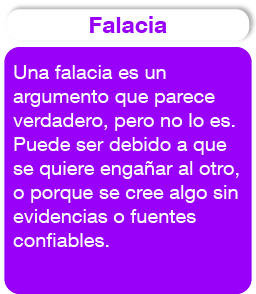 Falacia
Una falacia es un
argumento que parece
verdadero, pero no lo es.
Puede ser debido a que
se quiere engañar al otro,
o porque se cree algo sin
evidencias o fuentes
confiables.